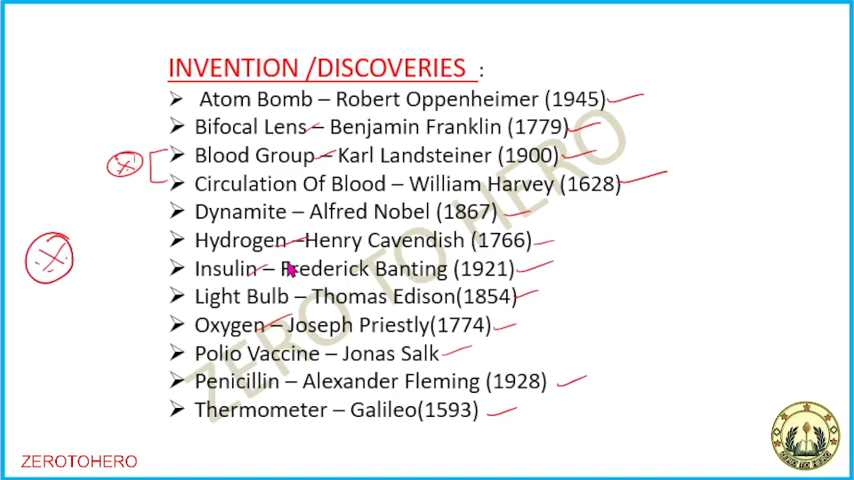 INVENTION /DISCOVERIES :
➤ Atom Bomb – Robert Oppenheimer (1945)
➤ Bifocal Lens – Benjamin Franklin (1779)
➤ Blood Group – Karl Landsteiner (1900)
➤ Circulation Of Blood – William Harvey (1628)
➤ Dynamite – Alfred Nobel (1867)
➤ Hydrogen –Henry Cavendish (1766)
➤ Insulin – Frederick Banting (1921)
➤ Light Bulb – Thomas Edison(1854)
➤ Oxygen – Joseph Priestly(1774)
➤ Polio Vaccine – Jonas Salk
➤ Penicillin – Alexander Fleming (1928)
➤ Thermometer – Galileo(1593)
ZERO TO HERO
ZEROTOHERO
ZERO TO HERO